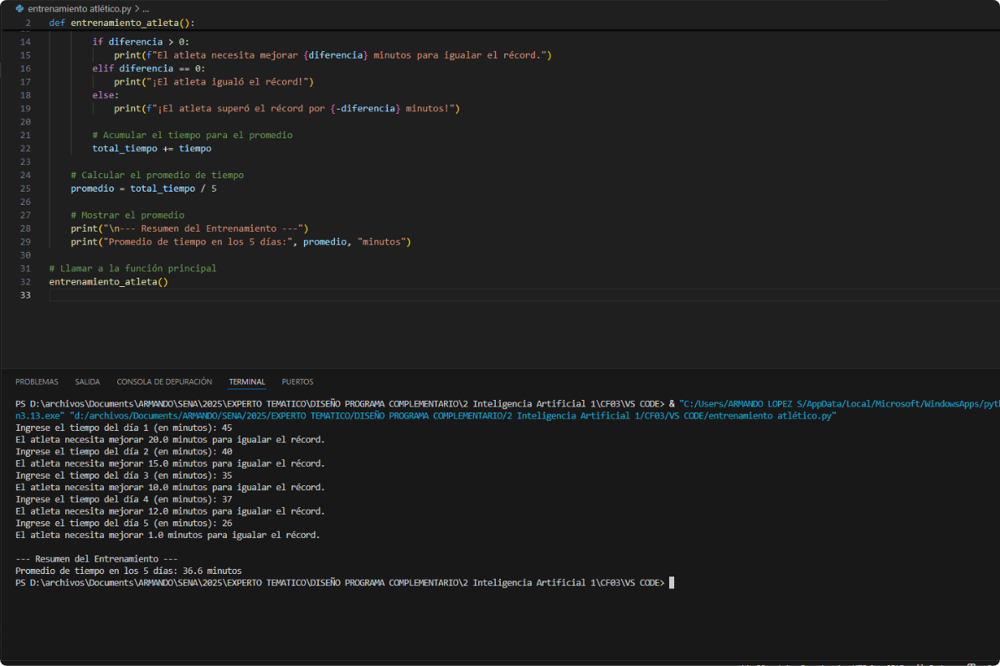 entrenamiento atlético.py > ...
2 def entrenamiento_atleta():
14 if diferencia > 0:
15 print(f"El atleta necesita mejorar {diferencia} minutos para igualar el récord.")
16 elif diferencia == 0:
17 print("¡El atleta igualó el récord!")
18 else:
19 print(f"¡El atleta superó el récord por {-diferencia} minutos!")
20
21 # Acumular el tiempo para el promedio
22 total_tiempo += tiempo
23
24 # Calcular el promedio de tiempo
25 promedio = total_tiempo / 5
26
27 # Mostrar el promedio
28 print("\n--- Resumen del Entrenamiento ---")
29 print("Promedio de tiempo en los 5 días:", promedio, "minutos")
30
31 # Llamar a la función principal
32 entrenamiento_atleta()
33
PROBLEMAS SALIDA CONSOLA DE DEPURACIÓN TERMINAL PUERTOS
PS D:\archivos\Documents\ARMANDO\SENA\2025\EXPERTO TEMATICO\DISEÑO PROGRAMA COMPLEMENTARIO\2 Inteligencia Artificial 1\CF03\VS CODE> & "C:/Users/ARMANDO LOPEZ S/AppData/Local/Microsoft/WindowsApps/pyth
n3.13.exe" "d:/archivos/Documents/ARMANDO/SENA/2025/EXPERTO TEMATICO/DISEÑO PROGRAMA COMPLEMENTARIO/2 Inteligencia Artificial 1/CF03/VS CODE/entrenamiento atlético.py"
Ingrese el tiempo del día 1 (en minutos): 45
El atleta necesita mejorar 20.0 minutos para igualar el récord.
Ingrese el tiempo del día 2 (en minutos): 40
El atleta necesita mejorar 15.0 minutos para igualar el récord.
Ingrese el tiempo del día 3 (en minutos): 35
El atleta necesita mejorar 10.0 minutos para igualar el récord.
Ingrese el tiempo del día 4 (en minutos): 37
El atleta necesita mejorar 12.0 minutos para igualar el récord.
Ingrese el tiempo del día 5 (en minutos): 26
El atleta necesita mejorar 1.0 minutos para igualar el récord.
--- Resumen del Entrenamiento ---
Promedio de tiempo en los 5 días: 36.6 minutos
PS D:\archivos\Documents\ARMANDO\SENA\2025\EXPERTO TEMATICO\DISEÑO PROGRAMA COMPLEMENTARIO\2 Inteligencia Artificial 1\CF03\VS CODE>